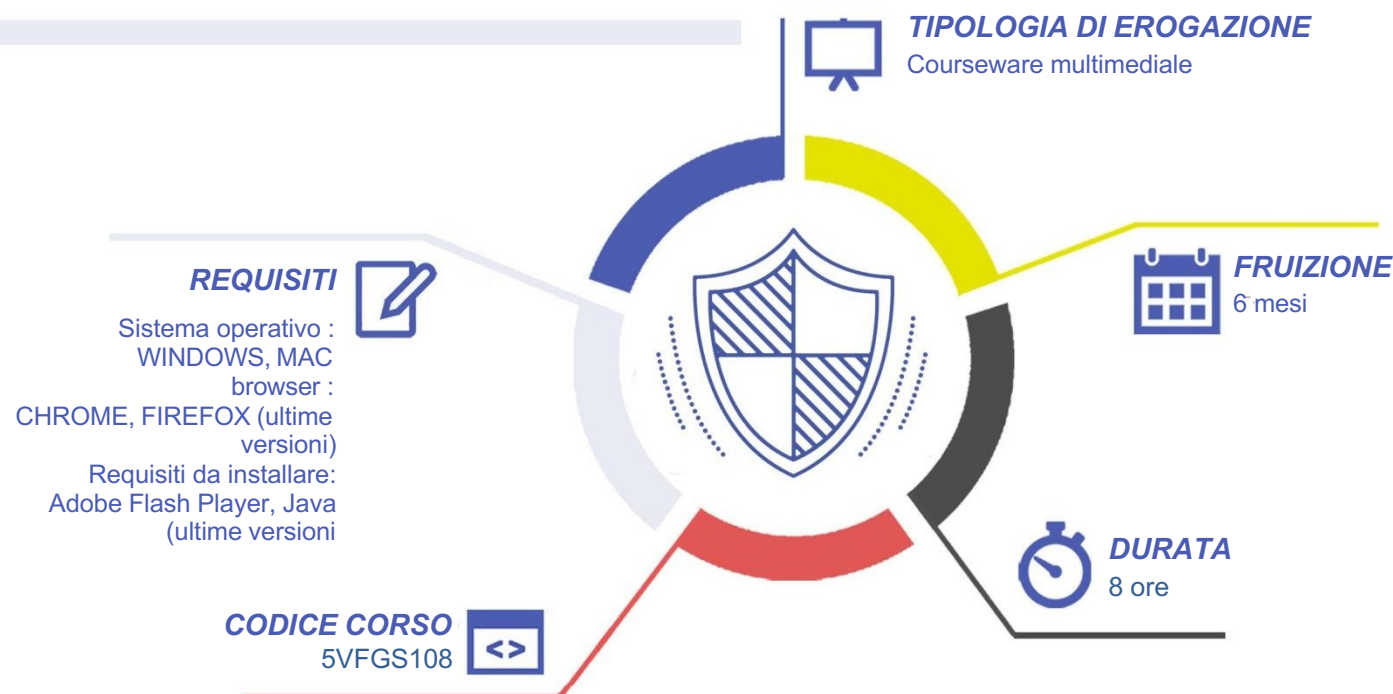 TIPOLOGIA DI EROGAZIONE
Courseware multimediale
REQUISITI
Sistema operativo :
WINDOWS, MAC
browser :
CHROME, FIREFOX (ultime
versioni)
Requisiti da installare:
Adobe Flash Player, Java
(ultime versioni
FRUIZIONE
6 mesi
DURATA
8 ore
CODICE CORSO
5VFGS108
<>